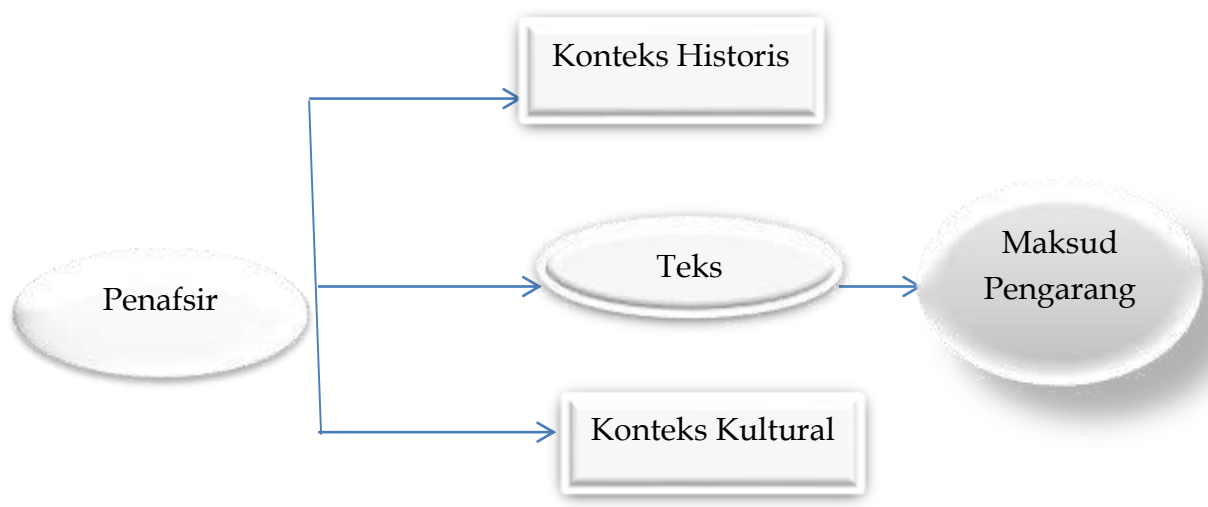 Konteks Historis
Penafsir
Teks
Maksud
Pengarang
Konteks Kultural